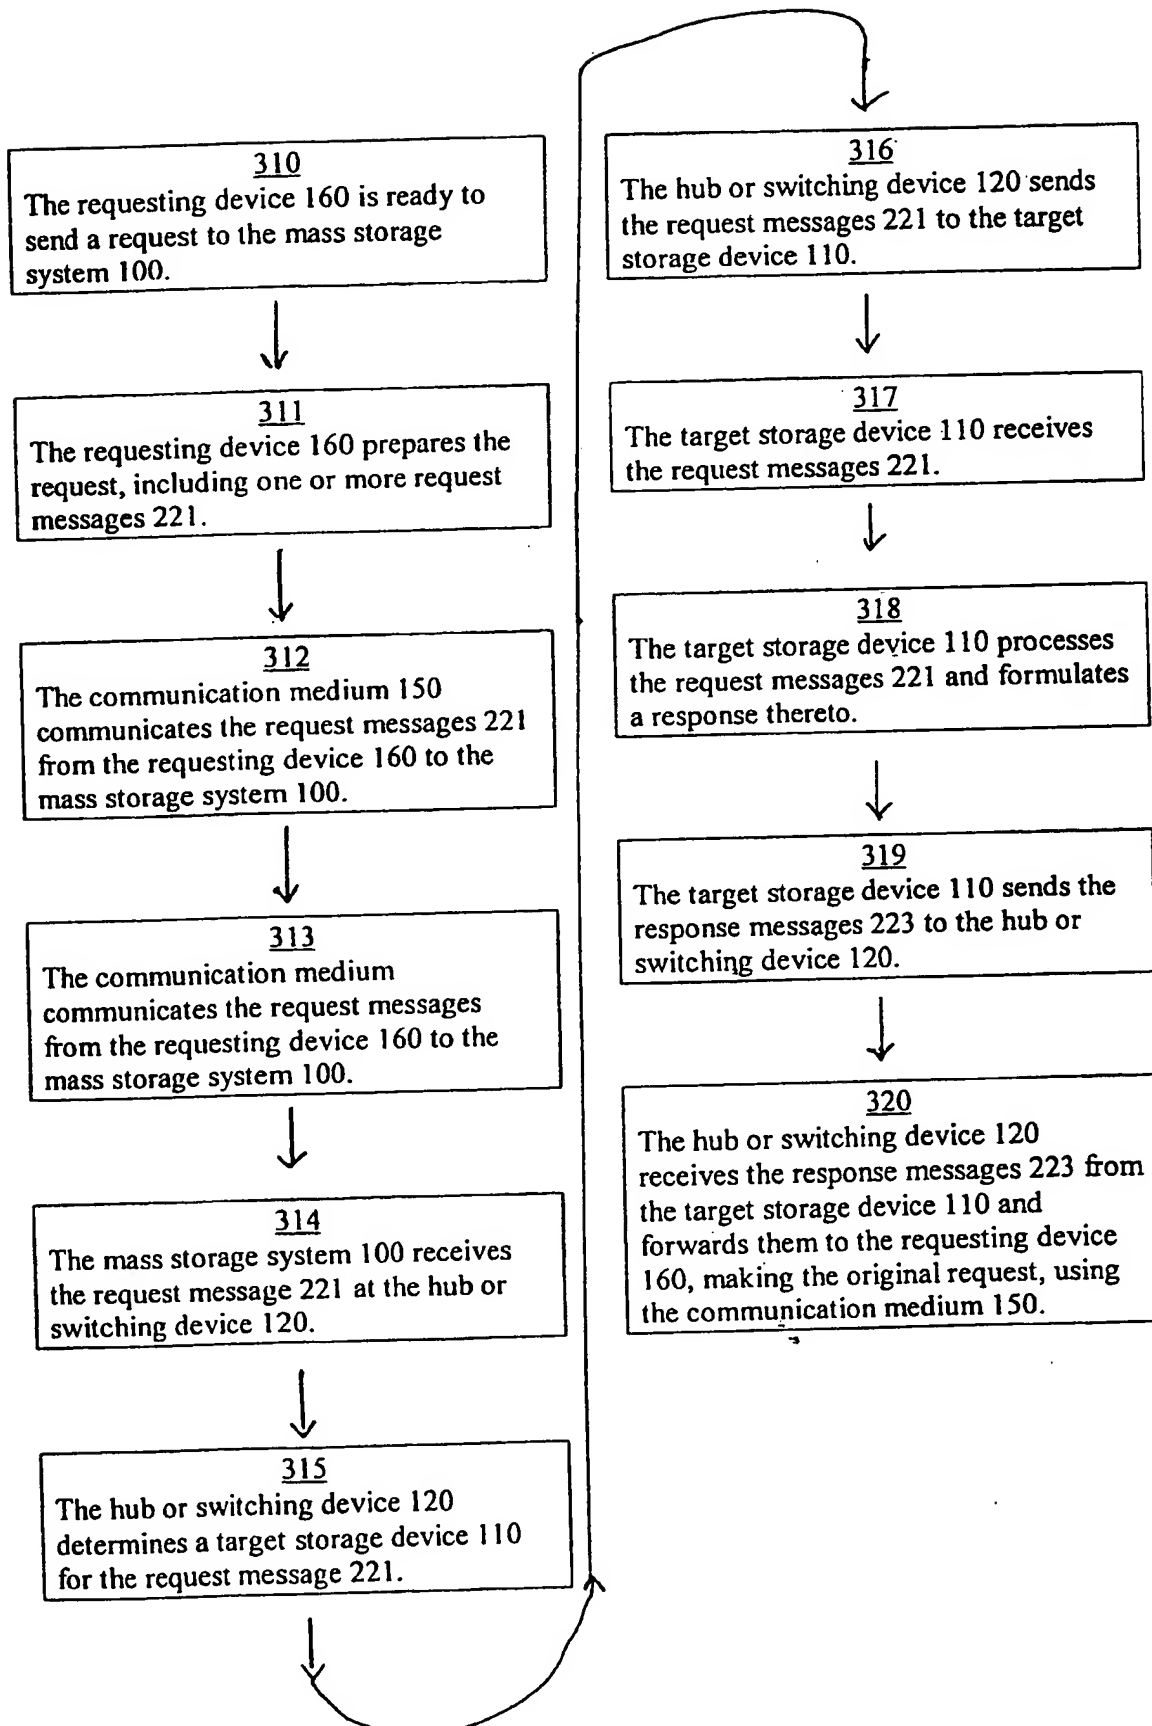 310
The requesting device 160 is ready to
send a request to the mass storage
system 100.
311
The requesting device 160 prepares the
request, including one or more request
messages 221.
312
The communication medium 150
communicates the request messages 221
from the requesting device 160 to the
mass storage system 100.
313
The communication medium
communicates the request messages
from the requesting device 160 to the
mass storage system 100.
314
The mass storage system 100 receives
the request message 221 at the hub or
switching device 120.
315
The hub or switching device 120
determines a target storage device 110
for the request message 221.
316
The hub or switching device 120 sends
the request messages 221 to the target
storage device 110.
317
The target storage device 110 receives
the request messages 221.
318
The target storage device 110 processes
the request messages 221 and formulates
a response thereto.
319
The target storage device 110 sends the
response messages 223 to the hub or
switching device 120.
320
The hub or switching device 120
receives the response messages 223 from
the target storage device 110 and
forwards them to the requesting device
160, making the original request, using
the communication medium 150.